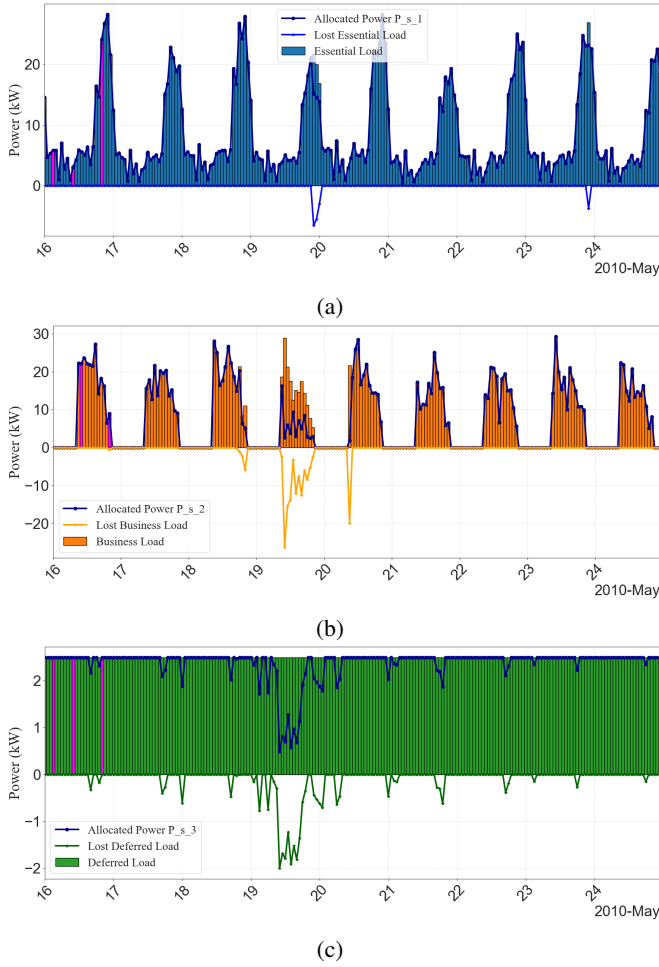 Allocated Power P_s_1
Lost Essential Load
Essential Load
Power (kW)
20
10
0
16
17
18
19
20
21
22
23
24
2010-May
(a)
30
20
10
0
−10
−20
Power (kW)
Allocated Power P_s_2
Lost Business Load
Business Load
16
17
18
19
20
21
22
23
24
2010-May
(b)
2
1
0
−1
−2
Power (kW)
Allocated Power P_s_3
Lost Deferred Load
Deferred Load
16
17
18
19
20
21
22
23
24
2010-May
(c)